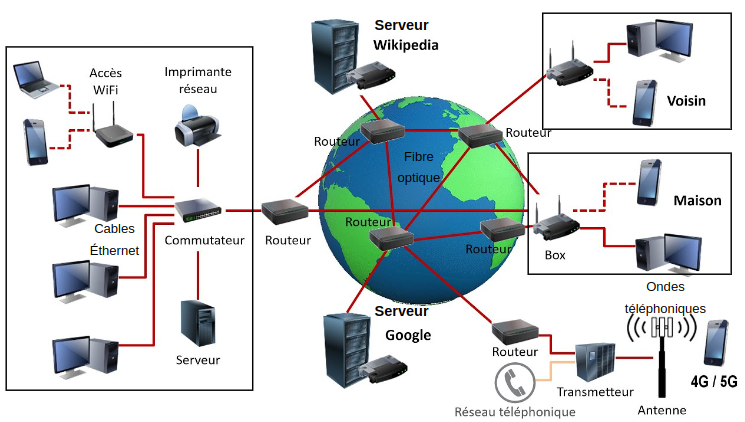 Serveur
Wikipedia
Accès
WiFi
Imprimante
réseau
Voisin
Routeur
Routeur
Fibre
optique
Maison
Cables
Éthernet
Commutateur
Routeur
Routeur
Routeur
Box
Ondes
téléphoniques
Serveur
Google
Serveur
Routeur
Transmetteur
4G / 5G
Réseau téléphonique
Antenne